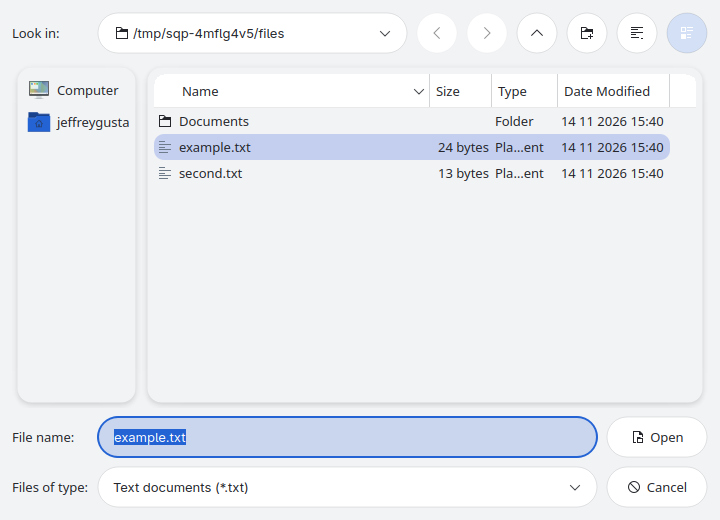 Look in: /tmp/sqp-4mflg4v5/files
Computer
jeffreygusta
Name Size Type Date Modified
Documents Folder 14 11 2026 15:40
example.txt 24 bytes Pla...ent 14 11 2026 15:40
second.txt 13 bytes Pla...ent 14 11 2026 15:40
File name: example.txt Open
Files of type: Text documents (*.txt) Cancel